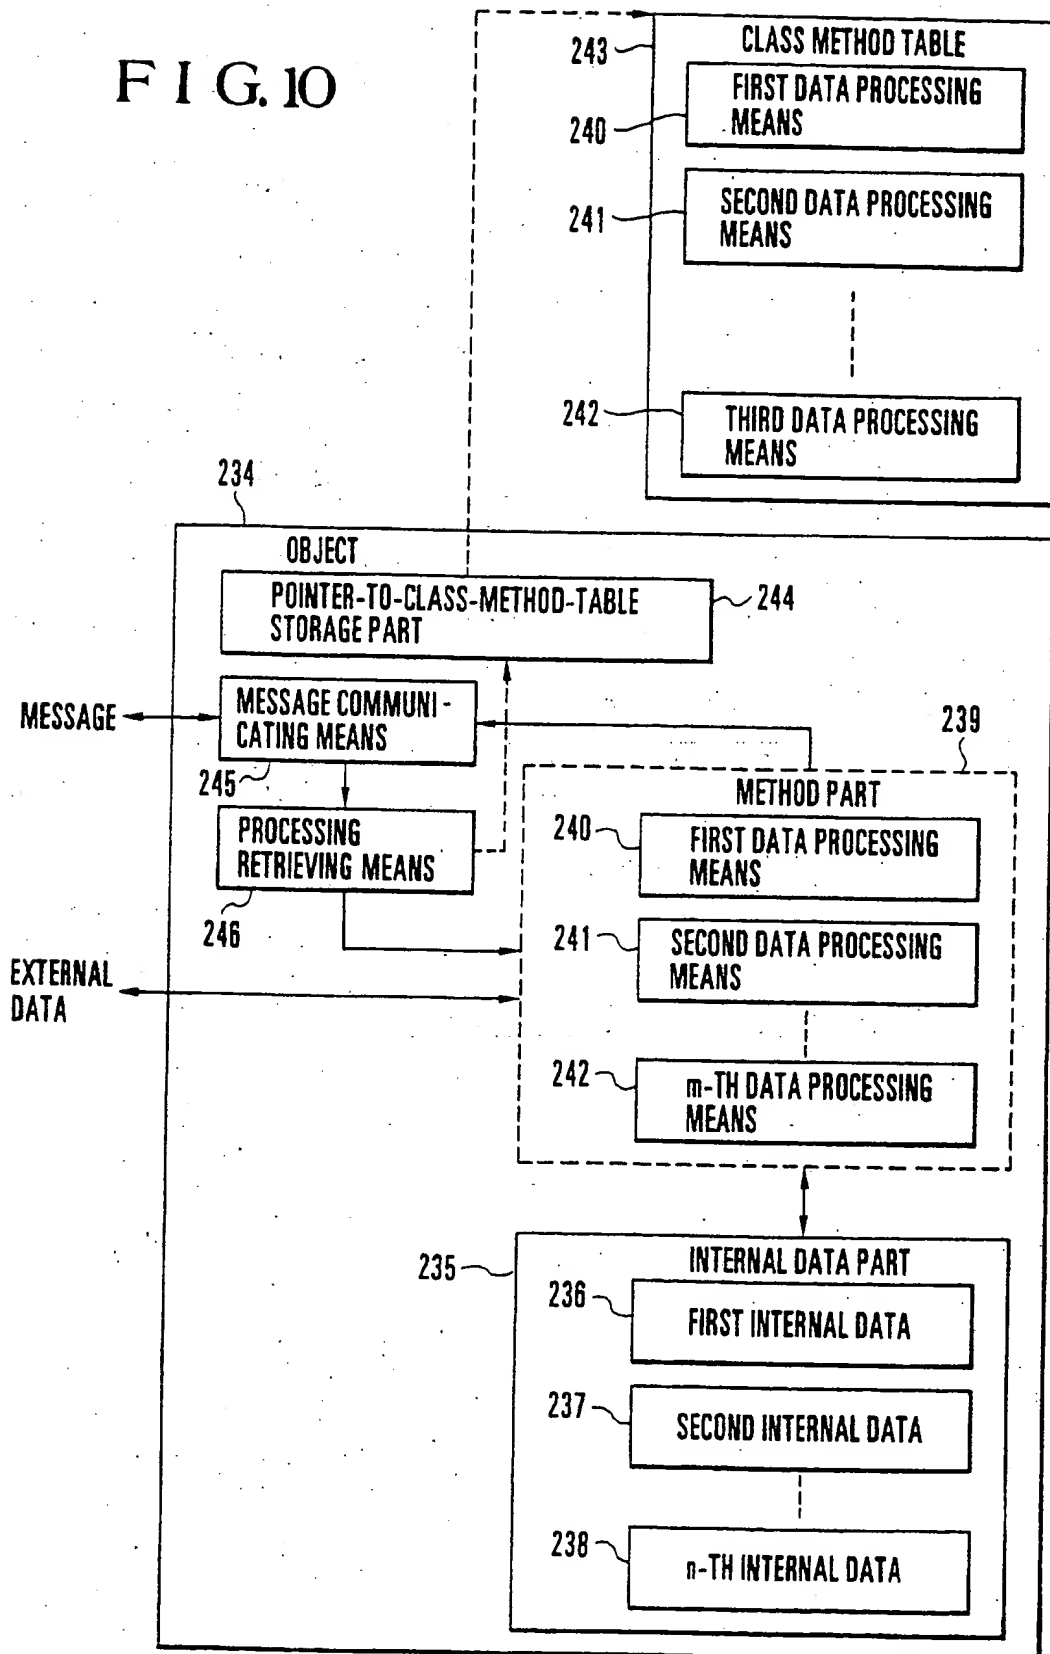 FIG. 10
243
CLASS METHOD TABLE
FIRST DATA PROCESSING
MEANS
240
SECOND DATA PROCESSING
MEANS
241
242
THIRD DATA PROCESSING
MEANS
234
OBJECT
POINTER-TO-CLASS-METHOD-TABLE
STORAGE PART
244
MESSAGE
MESSAGE COMMUNI-
CATING MEANS
245
PROCESSING
RETRIEVING MEANS
246
239
METHOD PART
240
FIRST DATA PROCESSING
MEANS
241
SECOND DATA PROCESSING
MEANS
EXTERNAL
DATA
242
m-TH DATA PROCESSING
MEANS
235
INTERNAL DATA PART
236
FIRST INTERNAL DATA
237
SECOND INTERNAL DATA
238
n-TH INTERNAL DATA